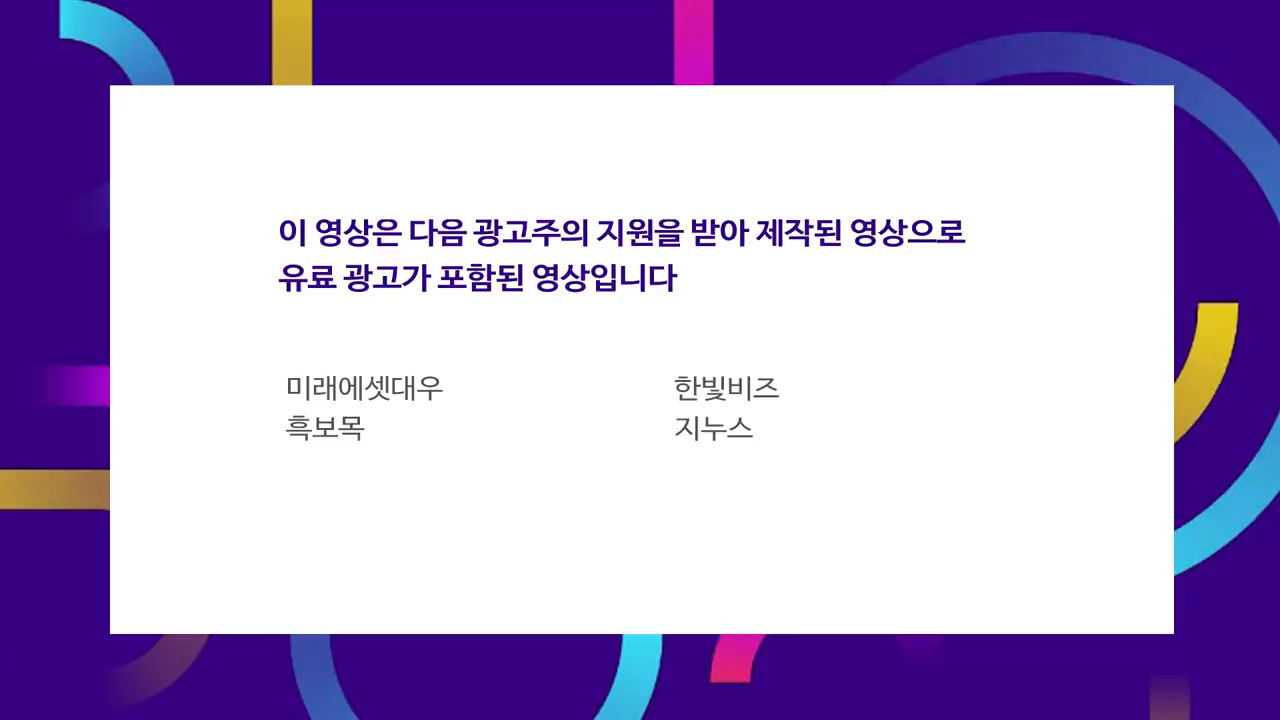 이 영상은 다음 광고주의 지원을 받아 제작된 영상으로
유료 광고가 포함된 영상입니다
미래에셋대우
한빛비즈
흑보목
지누스